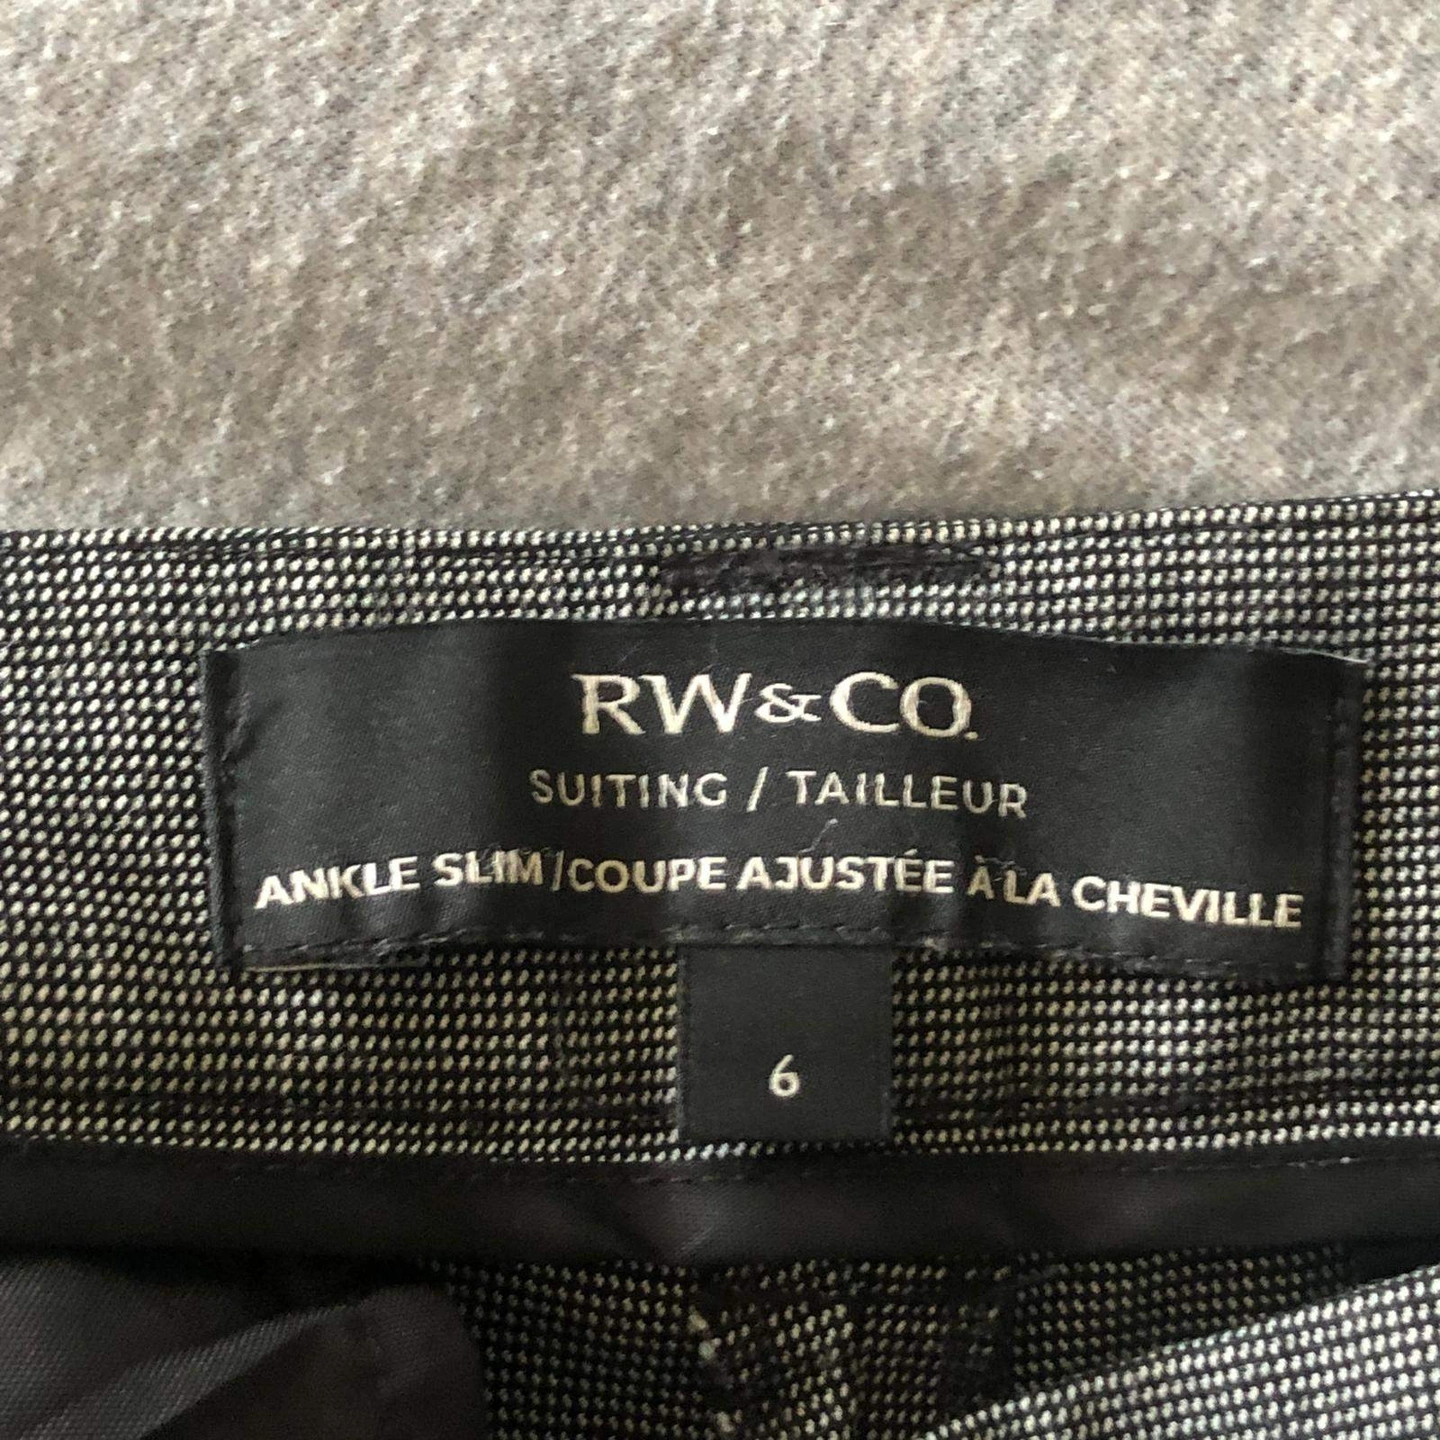 RW&CO.
SUITING / TAILLEUR
ANKLE SLIM/COUPE AJUSTÉE À LA CHEVILLE
6